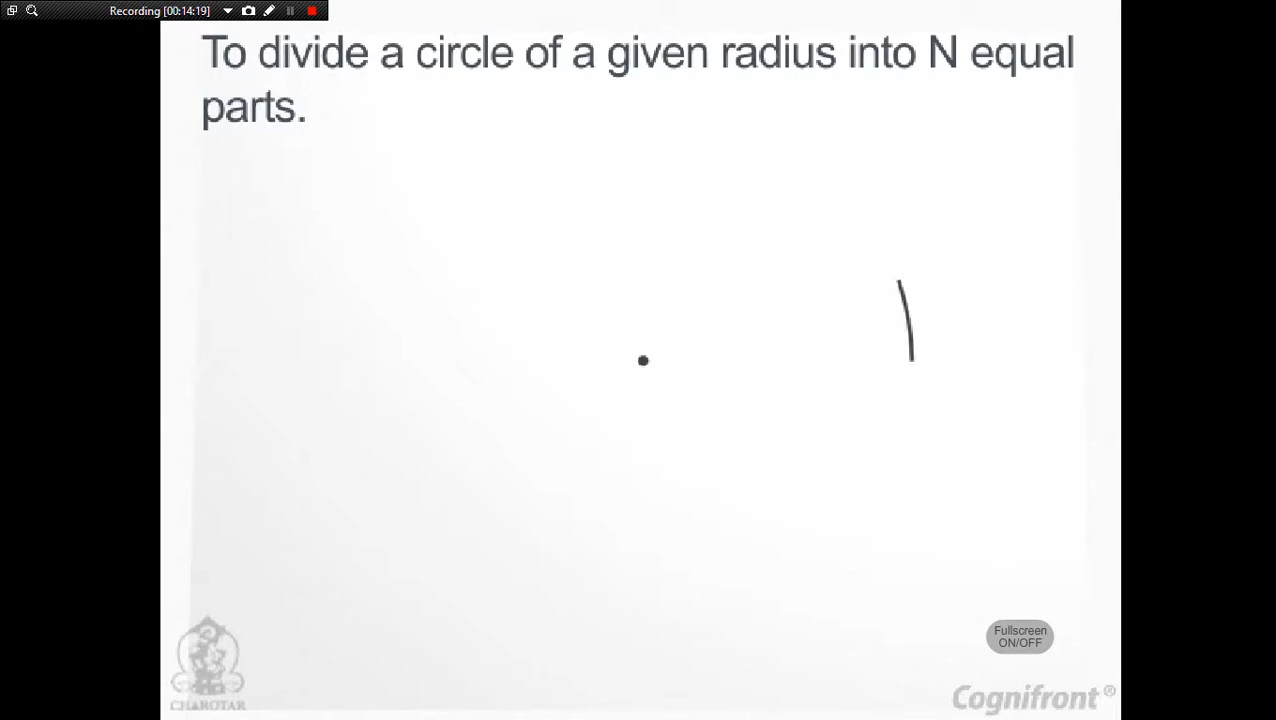 Recording [00:14:19]
To divide a circle of a given radius into N equal
parts.
Fullscreen
ON/OFF
CHAROTAR
Cognifront ®